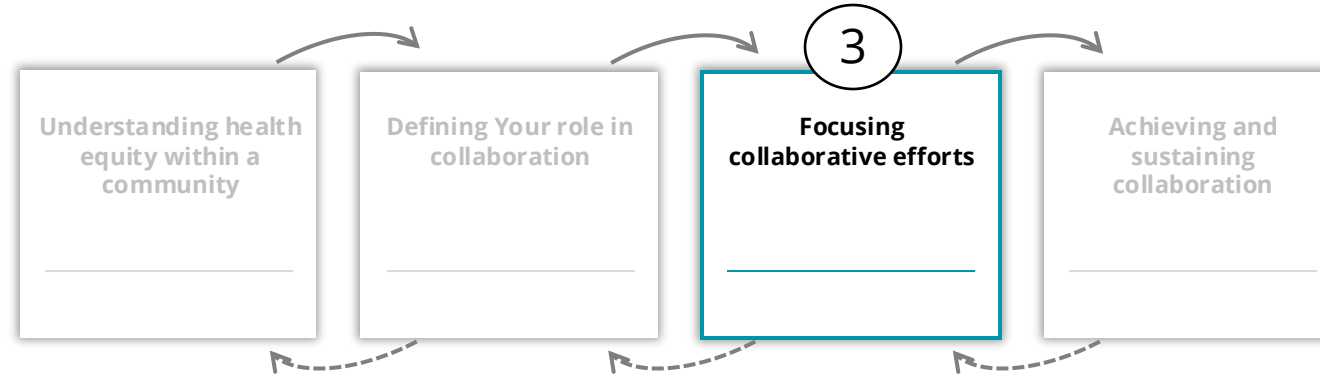 3
Understanding health
equity within a
community
Defining Your role in
collaboration
Focusing
collaborative efforts
Achieving and
sustaining
collaboration